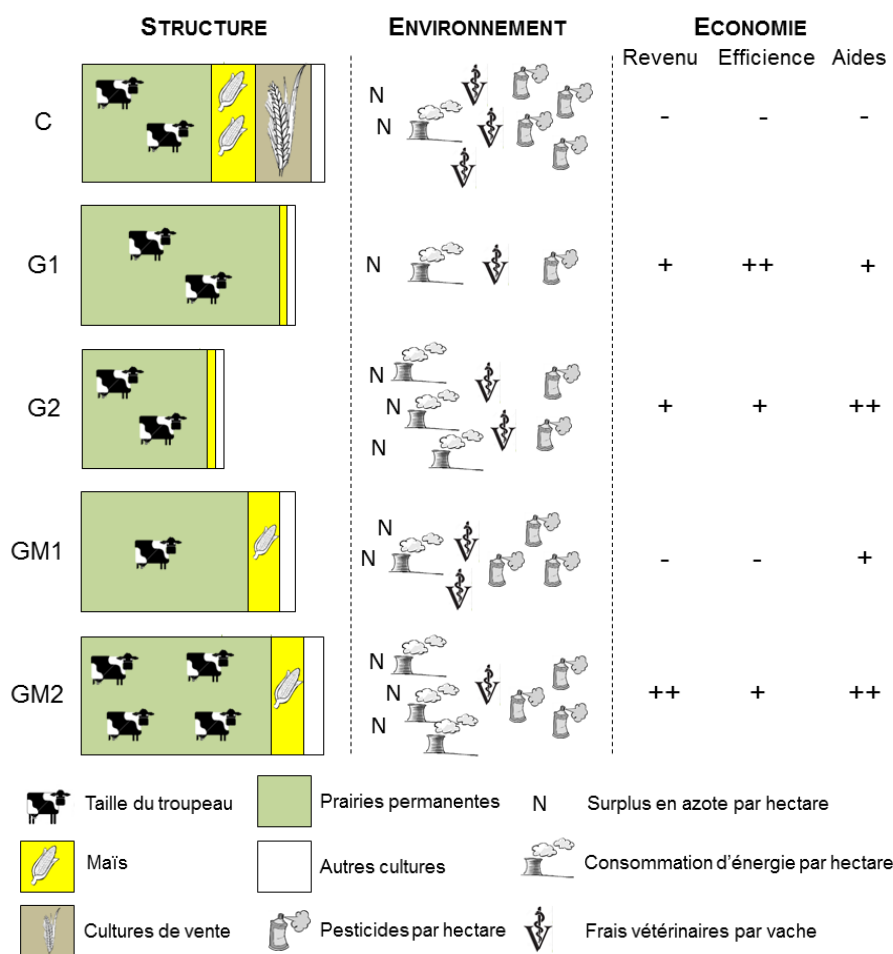 STRUCTURE ENVIRONNEMENT ECONOMIE
Revenu Efficience Aides
C N N - - -
G1 N + ++ +
G2 N N N + + ++
GM1 N N - - +
GM2 N N N ++ + ++
Taille du troupeau Prairies permanentes N Surplus en azote par hectare
Maïs Autres cultures Consommation d'énergie par hectare
Cultures de vente Pesticides par hectare Frais vétérinaires par vache